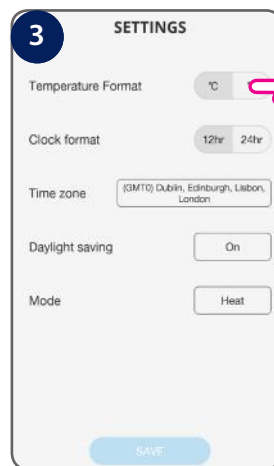 3
SETTINGS
Temperature Format
°C
Clock format
12hr 24hr
Time zone
(GMT0) Dublin, Edinburgh, Lisbon,
London
Daylight saving
On
Mode
Heat
SAVE